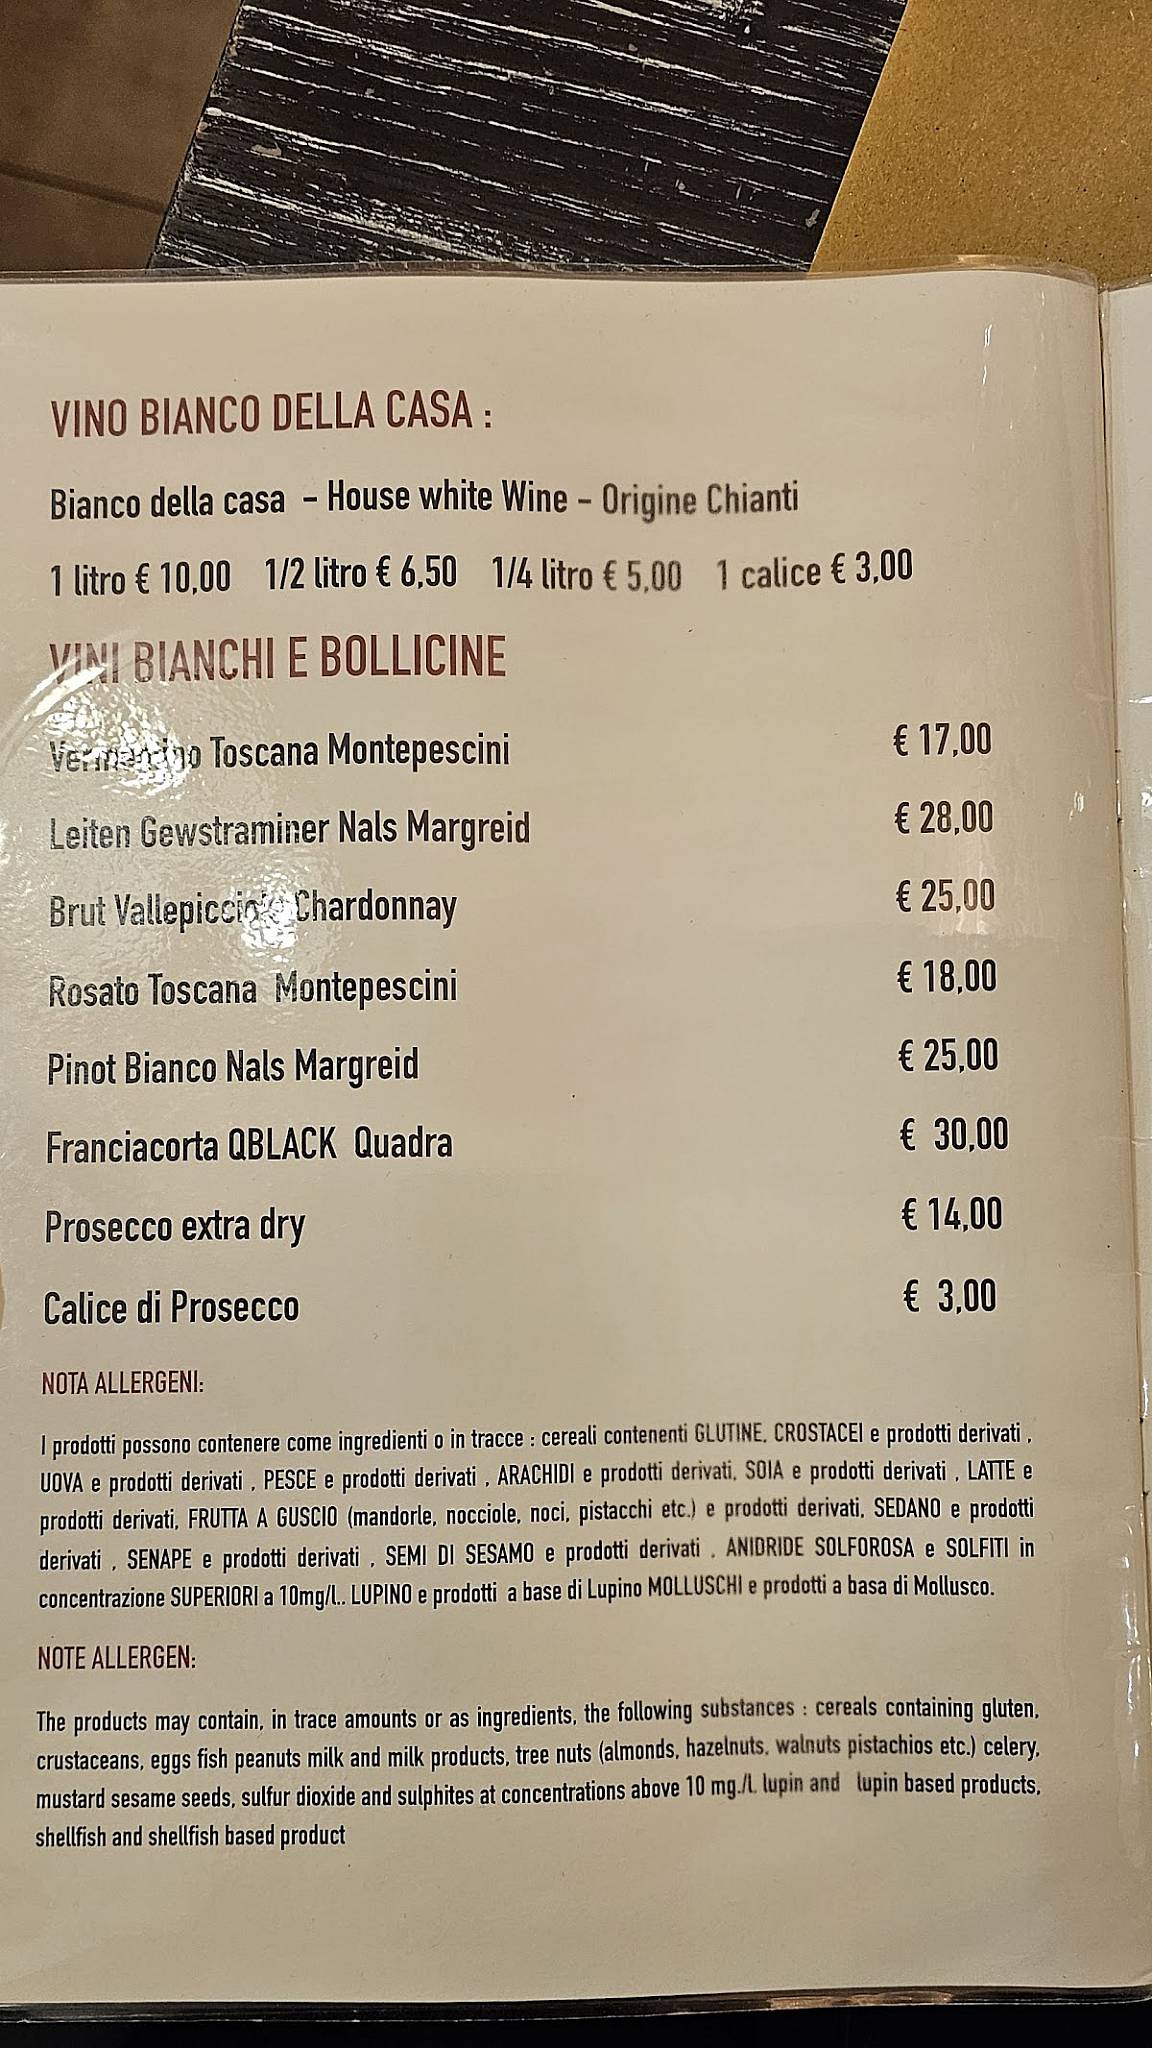 VINO BIANCO DELLA CASA :
Bianco della casa – House white Wine – Origine Chianti
1 litro € 10,00 1/2 litro € 6,50 1/4 litro € 5,00 1 calice € 3,00
VINI BIANCHI E BOLLICINE
Vermentino Toscana Montepescini € 17,00
Leiten Gewstraminer Nals Margreid € 28,00
Brut Chardonnay € 25,00
Rosato Toscana Montepescini € 18,00
Pinot Bianco Nals Margreid € 25,00
Franciacorta QBLACK Quadra € 30,00
Prosecco extra dry € 14,00
Calice di Prosecco € 3,00
NOTA ALLERGENI:
I prodotti possono contenere come ingredienti o in tracce : cereali contenenti GLUTINE, CROSTACEI e prodotti derivati ,
UOVA e prodotti derivati , PESCE e prodotti derivati , ARACHIDI e prodotti derivati, SOIA e prodotti derivati , LATTE e
prodotti derivati, FRUTTA A GUSCIO (mandorle, nocciole, noci, pistacchi etc.) e prodotti derivati, SEDANO e prodotti
derivati , SENAPE e prodotti derivati , SEMI DI SESAMO e prodotti derivati , ANIDRIDE SOLFOROSA e SOLFITI in
concentrazione SUPERIORI a 10mg/l.. LUPINO e prodotti a base di Lupino MOLLUSCHI e prodotti a basa di Mollusco.
NOTE ALLERGEN:
The products may contain, in trace amounts or as ingredients, the following substances : cereals containing gluten,
crustaceans, eggs fish peanuts milk and milk products, tree nuts (almonds, hazelnuts, walnuts pistachios etc.) celery,
mustard sesame seeds, sulfur dioxide and sulphites at concentrations above 10 mg./l. lupin and lupin based products,
shellfish and shellfish based product